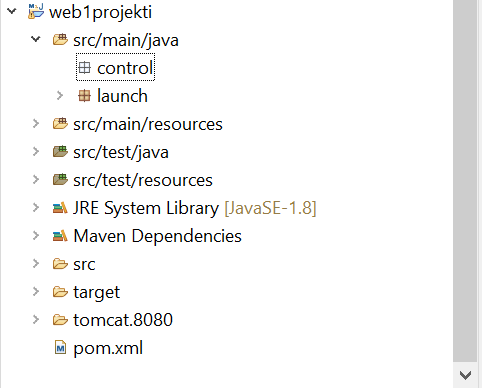 web1projekti
src/main/java
control
launch
src/main/resources
src/test/java
src/test/resources
JRE System Library [JavaSE-1.8]
Maven Dependencies
src
target
tomcat.8080
pom.xml